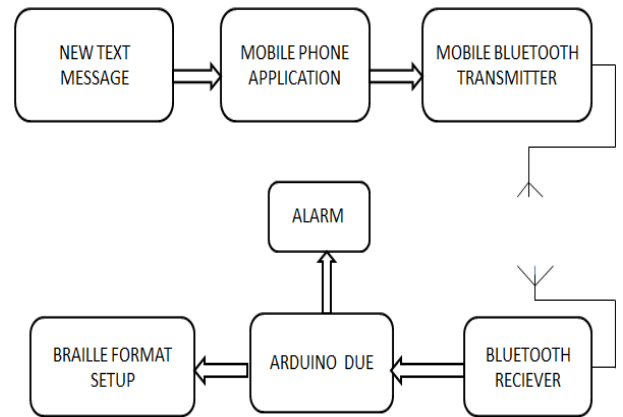 NEW TEXT
MESSAGE
MOBILE PHONE
APPLICATION
MOBILE BLUETOOTH
TRANSMITTER
ALARM
BRAILLE FORMAT
SETUP
ARDUINO DUE
BLUETOOTH
RECIEVER